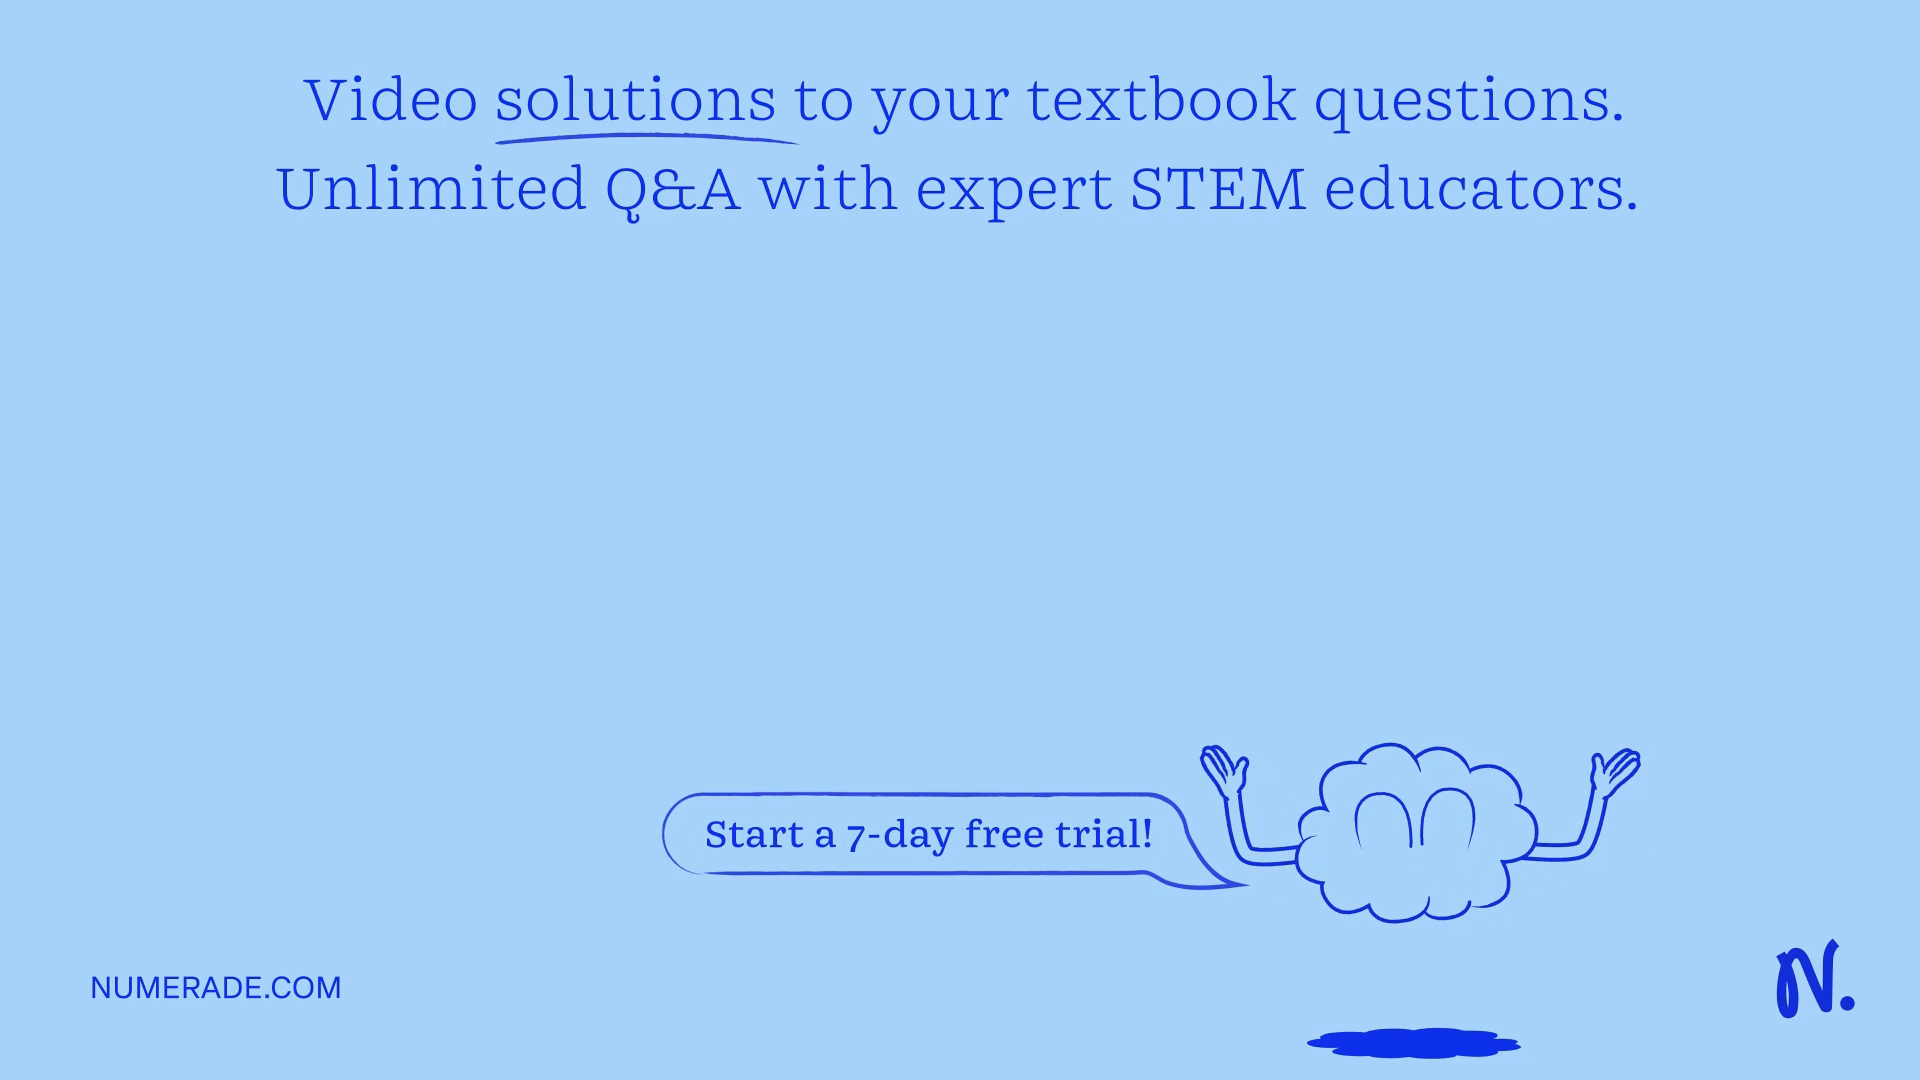 Video solutions to your textbook questions.
Unlimited Q&A with expert STEM educators.
Start a 7-day free trial!
NUMERADE.COM
N.